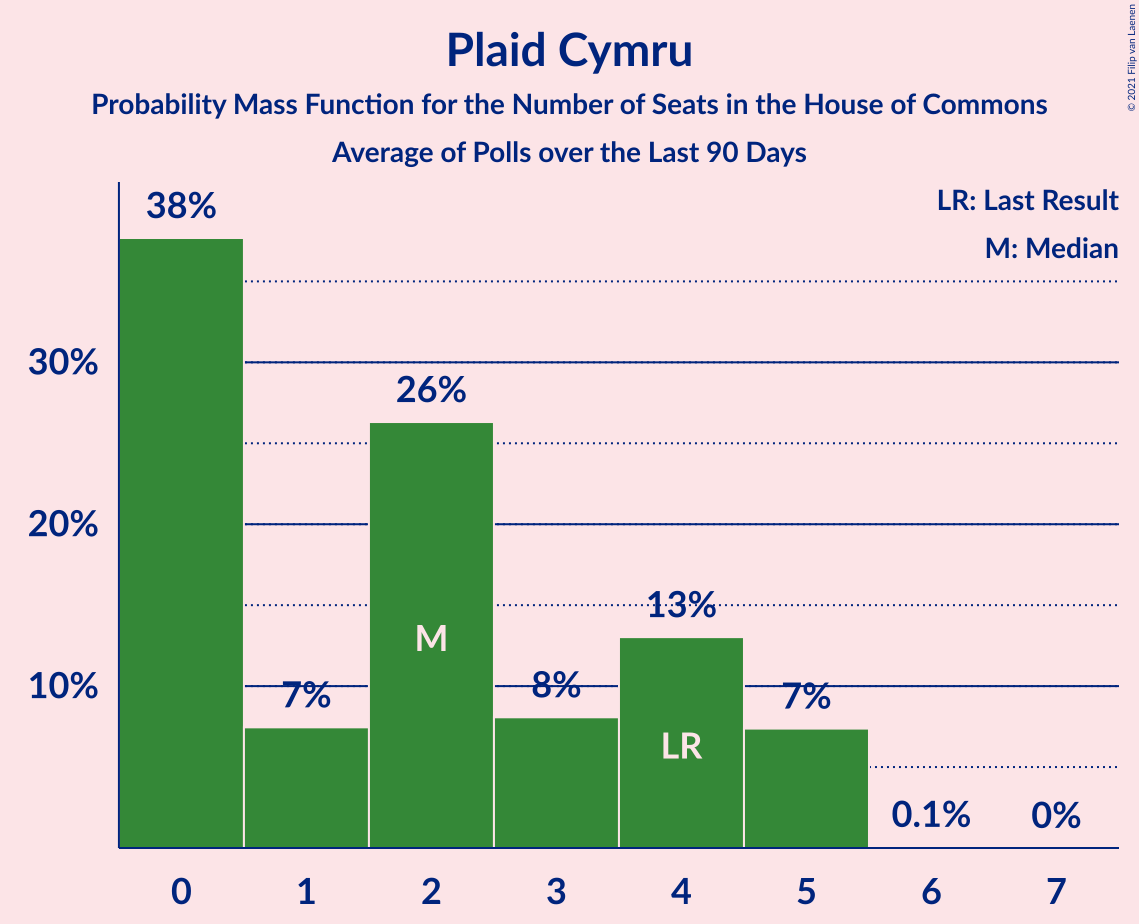 Plaid Cymru
Probability Mass Function for the Number of Seats in the House of Commons
Average of Polls over the Last 90 Days
© 2021 Filip van Laenen
LR: Last Result
M: Median
38%
30%
26%
20%
13%
M
10%
7%
8%
7%
LR
0.1%
0%
0 1 2 3 4 5 6 7